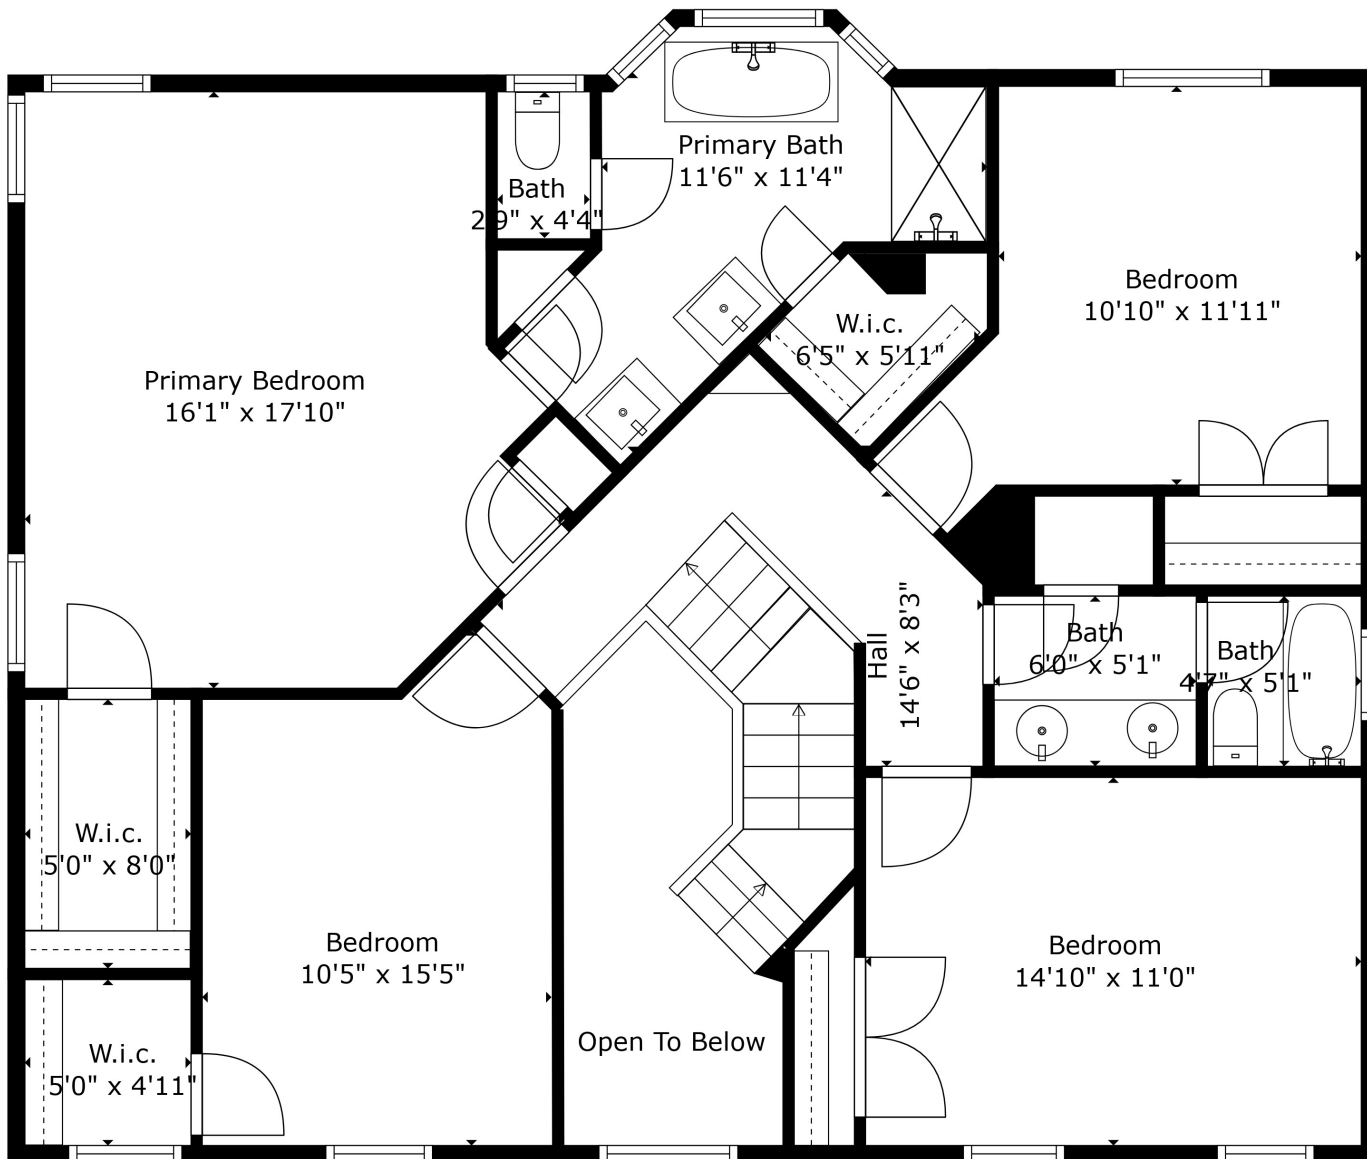 Primary Bath
11'6" x 11'4"
Bath
2'9" x 4'4"
Bedroom
10'10" x 11'11"
W.i.c.
6'5" x 5'11"
Primary Bedroom
16'1" x 17'10"
Hall
14'6" x 8'3"
Bath
6'0" x 5'1"
Bath
4'7" x 5'1"
W.i.c.
5'0" x 8'0"
Bedroom
10'5" x 15'5"
Bedroom
14'10" x 11'0"
Open To Below
W.i.c.
5'0" x 4'11"